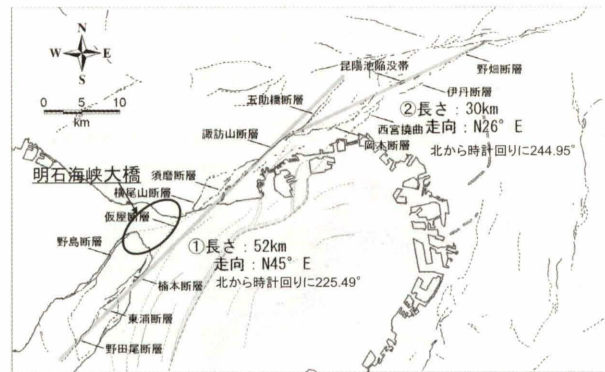 N
W E
S
0 5 10
km
昆陽池陥没帯
野畑断層
五助橋断層
伊丹断層
②長さ：30km
西宮撓曲 走向：N26°E
諏訪山断層
岡本断層
北から時計回りに244.95°
須磨断層
明石海峡大橋
横尾山断層
仮屋断層
野島断層
①長さ：52km
走向：N45°E
楠本断層
北から時計回りに225.49°
東浦断層
野田尾断層